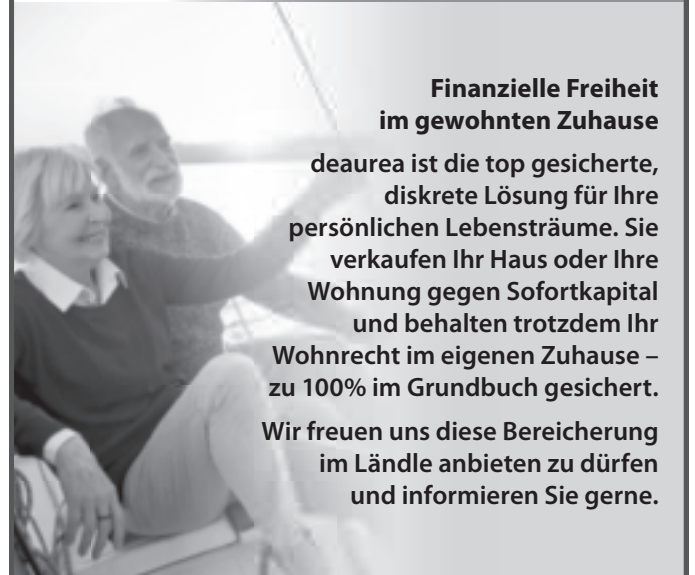 Finanzielle Freiheit
im gewohnten Zuhause
deaurea ist die top gesicherte,
diskrete Lösung für Ihre
persönlichen Lebensträume. Sie
verkaufen Ihr Haus oder Ihre
Wohnung gegen Sofortkapital
und behalten trotzdem Ihr
Wohnrecht im eigenen Zuhause –
zu 100% im Grundbuch gesichert.
Wir freuen uns diese Bereicherung
im Ländle anbieten zu dürfen
und informieren Sie gerne.